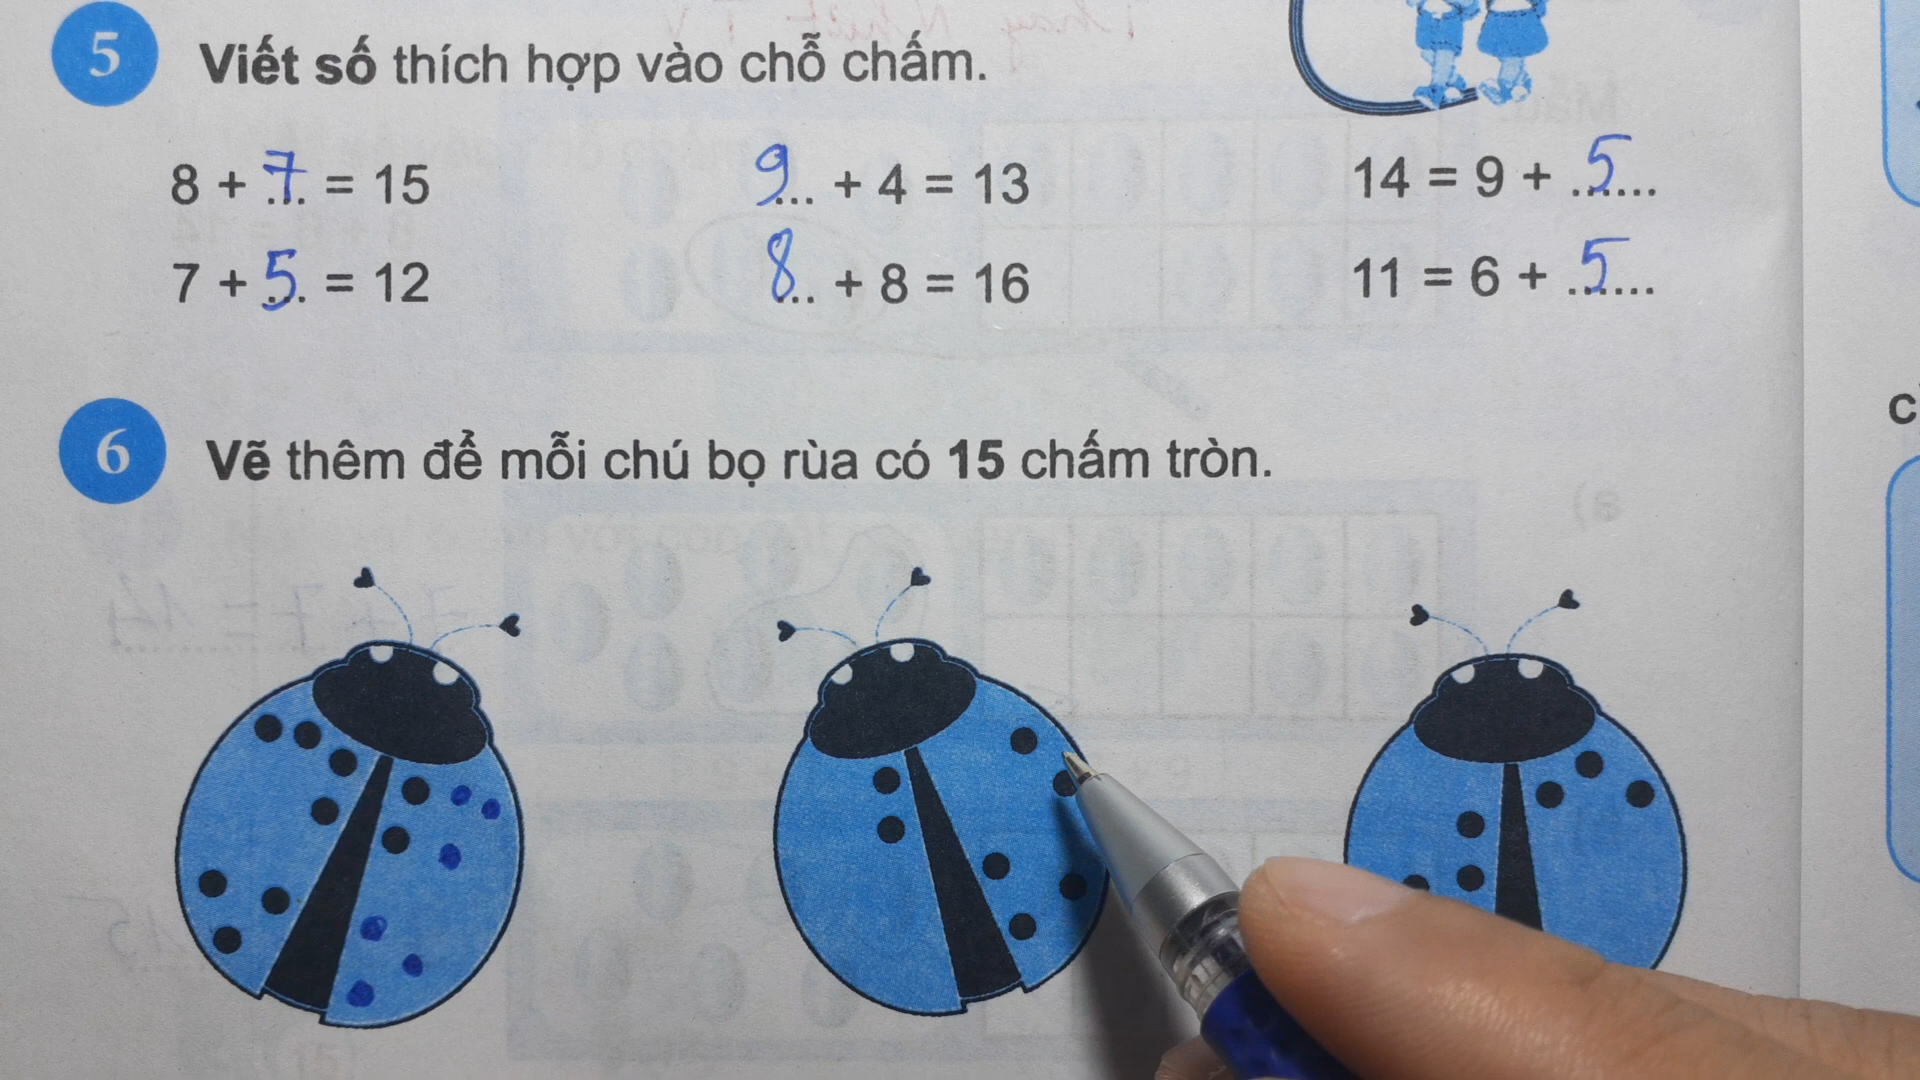 5 Viết số thích hợp vào chỗ chấm.
8 + 7 = 15
9 + 4 = 13
14 = 9 + 5
7 + 5 = 12
8 + 8 = 16
11 = 6 + 5
6 Vẽ thêm để mỗi chú bọ rùa có 15 chấm tròn.